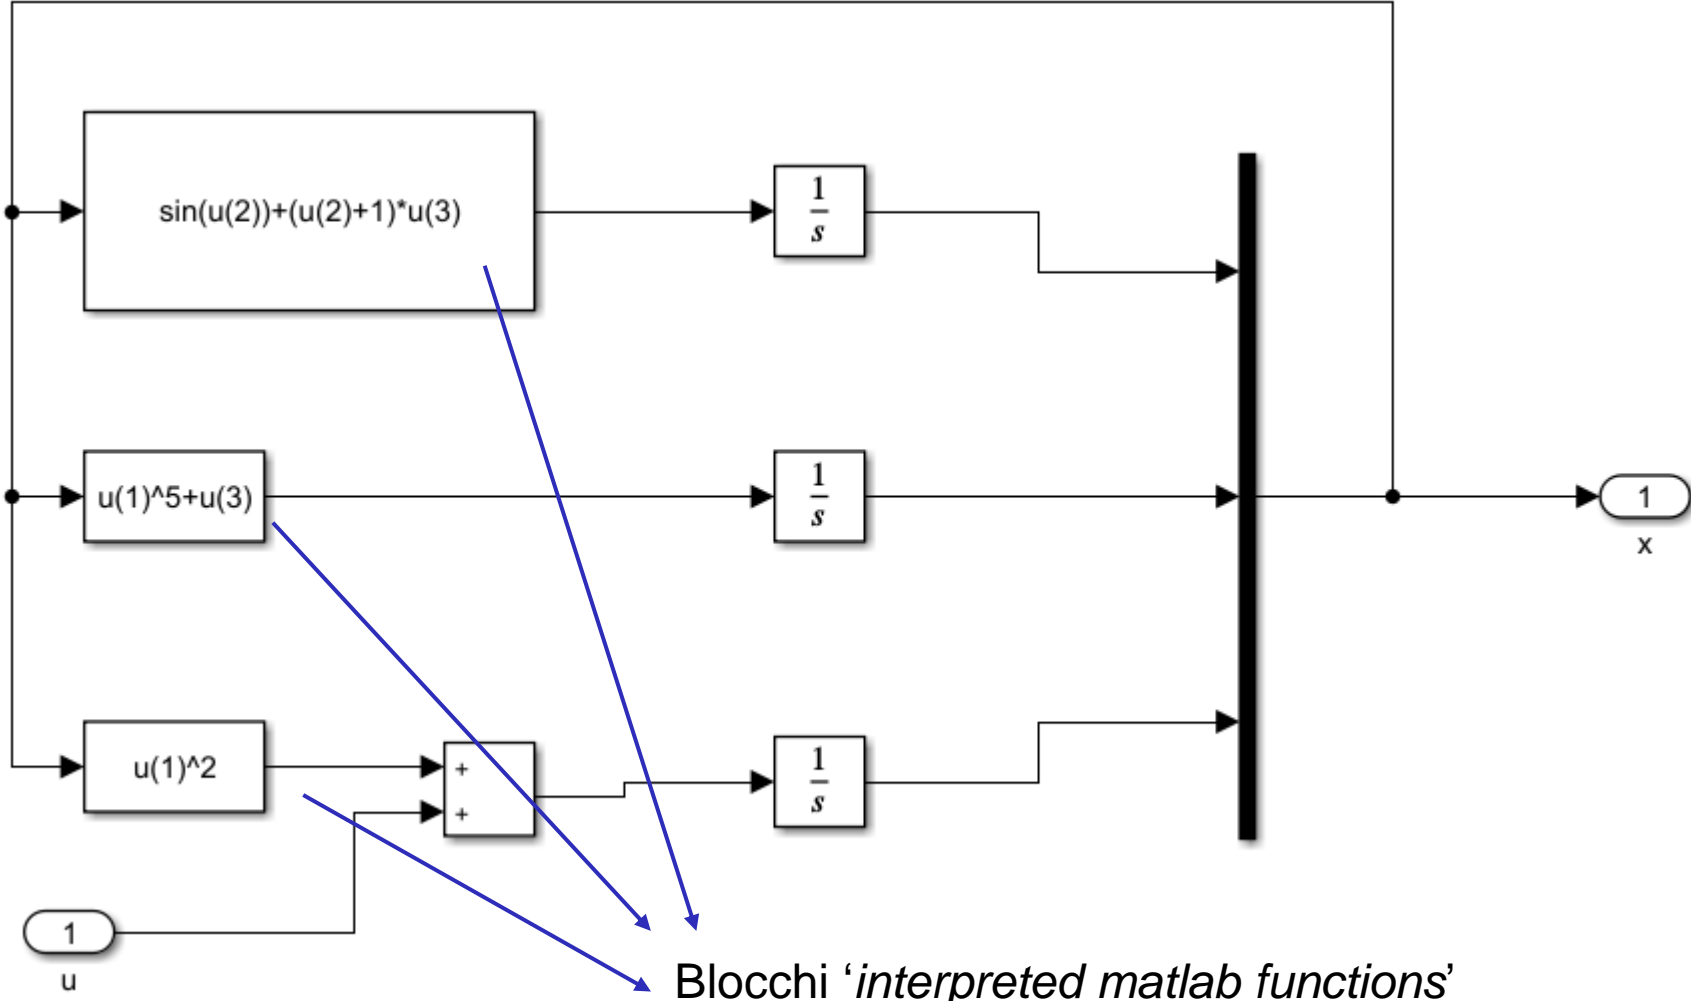 sin(u(2))+(u(2)+1)*u(3)
1
s
u(1)^5+u(3)
1
s
1
x
u(1)^2
+
+
1
s
1
u
Blocchi ‘interpreted matlab functions’